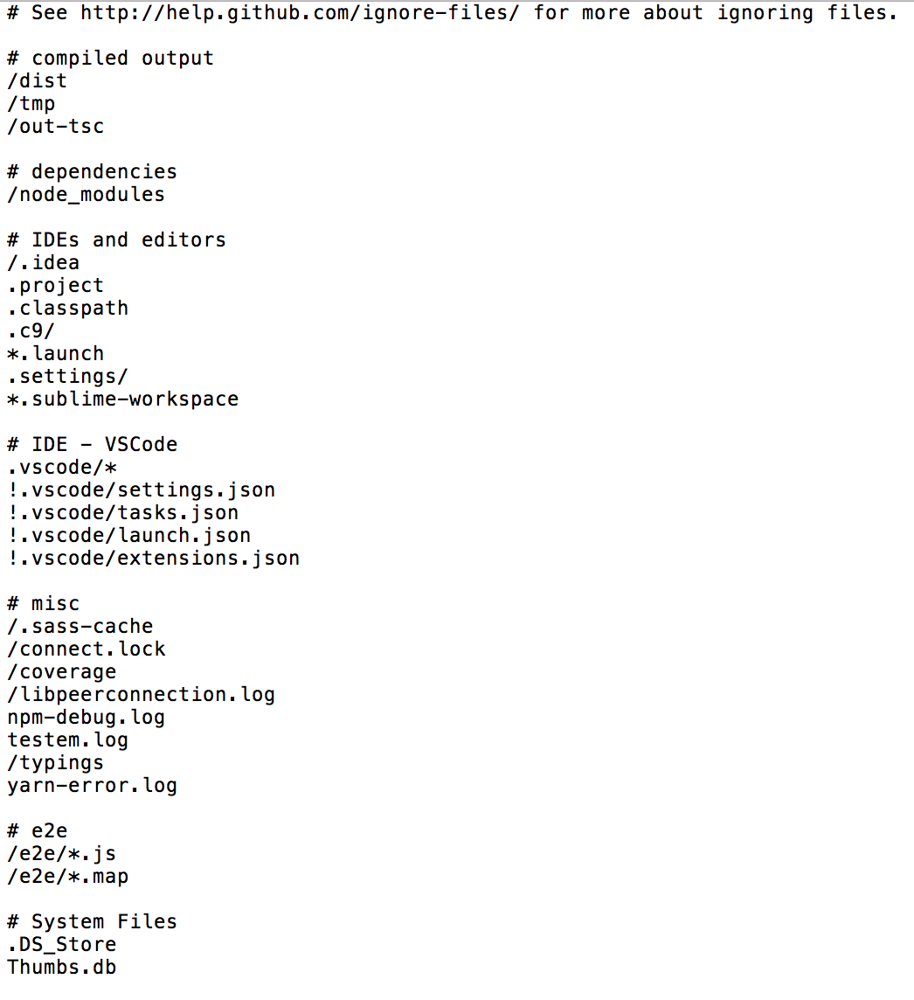 # See http://help.github.com/ignore-files/ for more about ignoring files.

# compiled output
/dist
/tmp
/out-tsc

# dependencies
/node_modules

# IDEs and editors
/.idea
.project
.classpath
.c9/
*.launch
.settings/
*.sublime-workspace

# IDE - VSCode
.vscode/*
!.vscode/settings.json
!.vscode/tasks.json
!.vscode/launch.json
!.vscode/extensions.json

# misc
/.sass-cache
/connect.lock
/coverage
/libpeerconnection.log
npm-debug.log
testem.log
/typings
yarn-error.log

# e2e
/e2e/*.js
/e2e/*.map

# System Files
.DS_Store
Thumbs.db